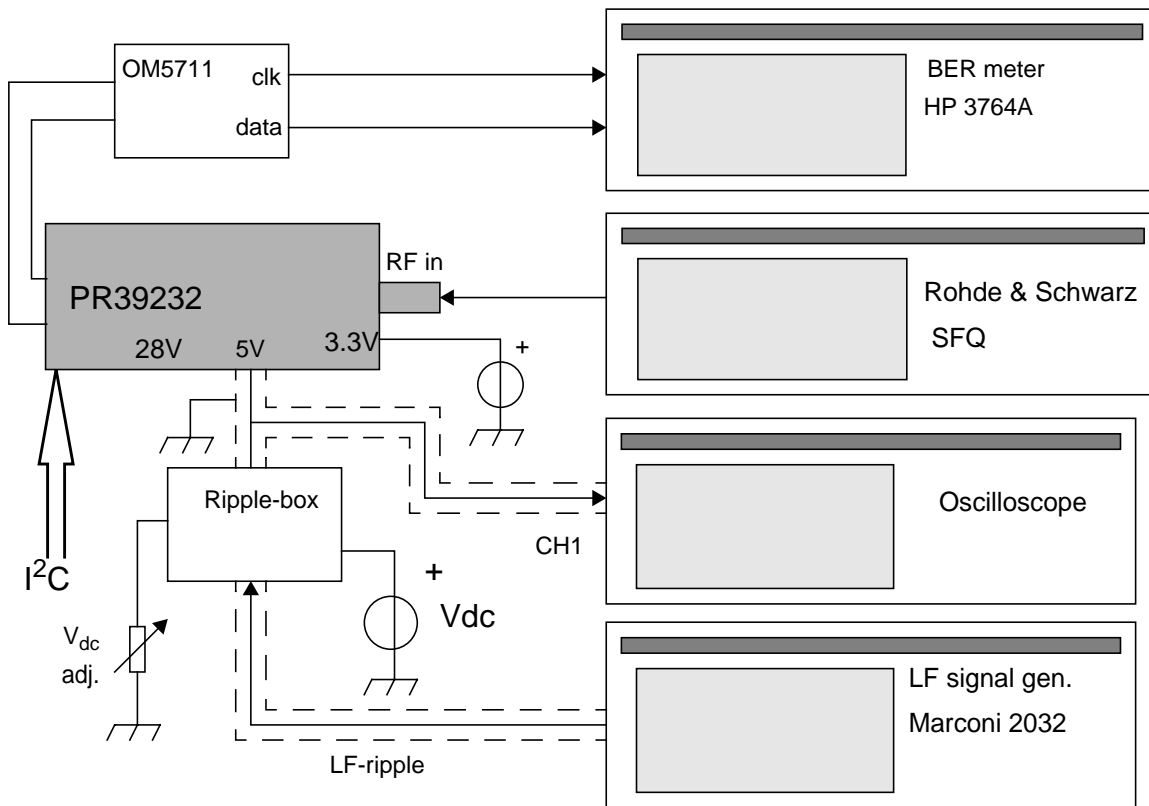 OM5711
clk
data
BER meter
HP 3764A
RF in
PR39232
28V
5V
3.3V
+
Rohde & Schwarz
SFQ
Ripple-box
CH1
Oscilloscope
I²C
+
Vdc
V_dc
adj.
LF-ripple
LF signal gen.
Marconi 2032